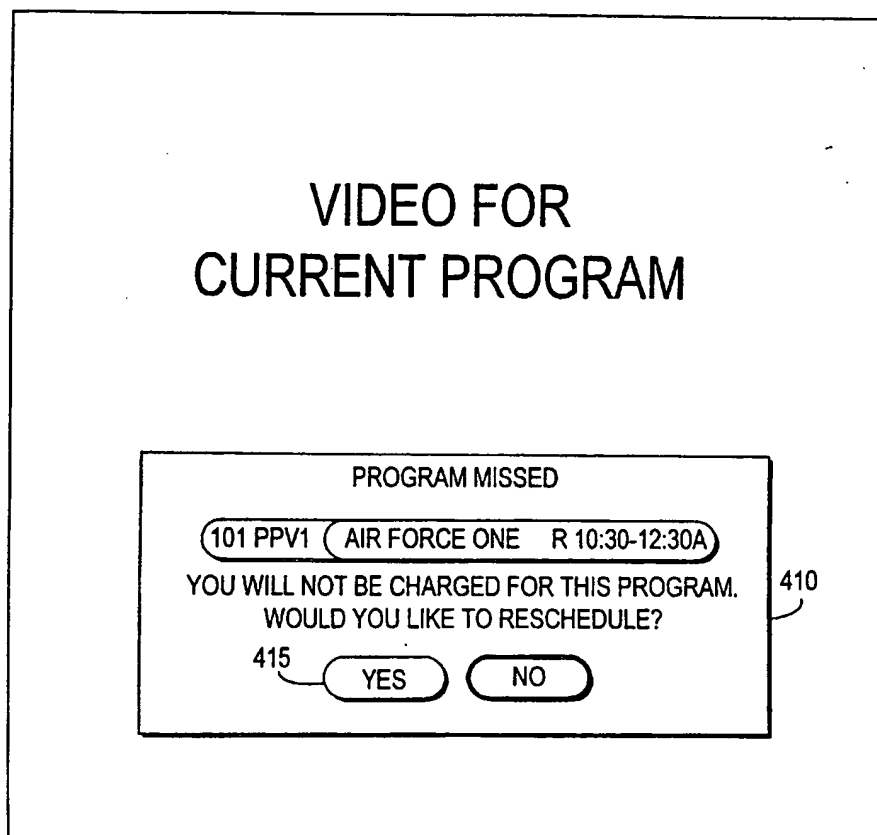 VIDEO FOR
CURRENT PROGRAM
PROGRAM MISSED
101 PPV1 AIR FORCE ONE R 10:30-12:30A
YOU WILL NOT BE CHARGED FOR THIS PROGRAM.
WOULD YOU LIKE TO RESCHEDULE?
410
415
YES NO